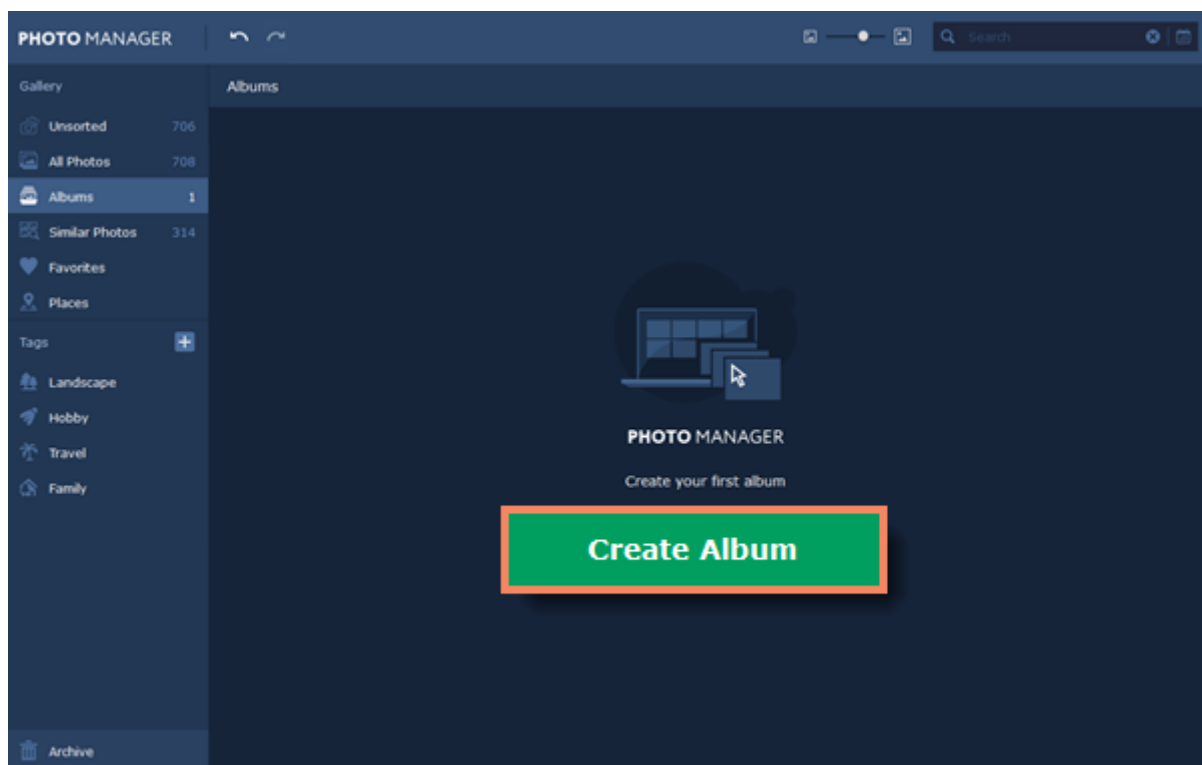 PHOTO MANAGER
Search
Gallery
Albums
Unsorted 706
All Photos 708
Albums 1
Similar Photos 314
Favorites
Places
Tags
Landscape
Hobby
Travel
Family
PHOTO MANAGER
Create your first album
Create Album
Archive